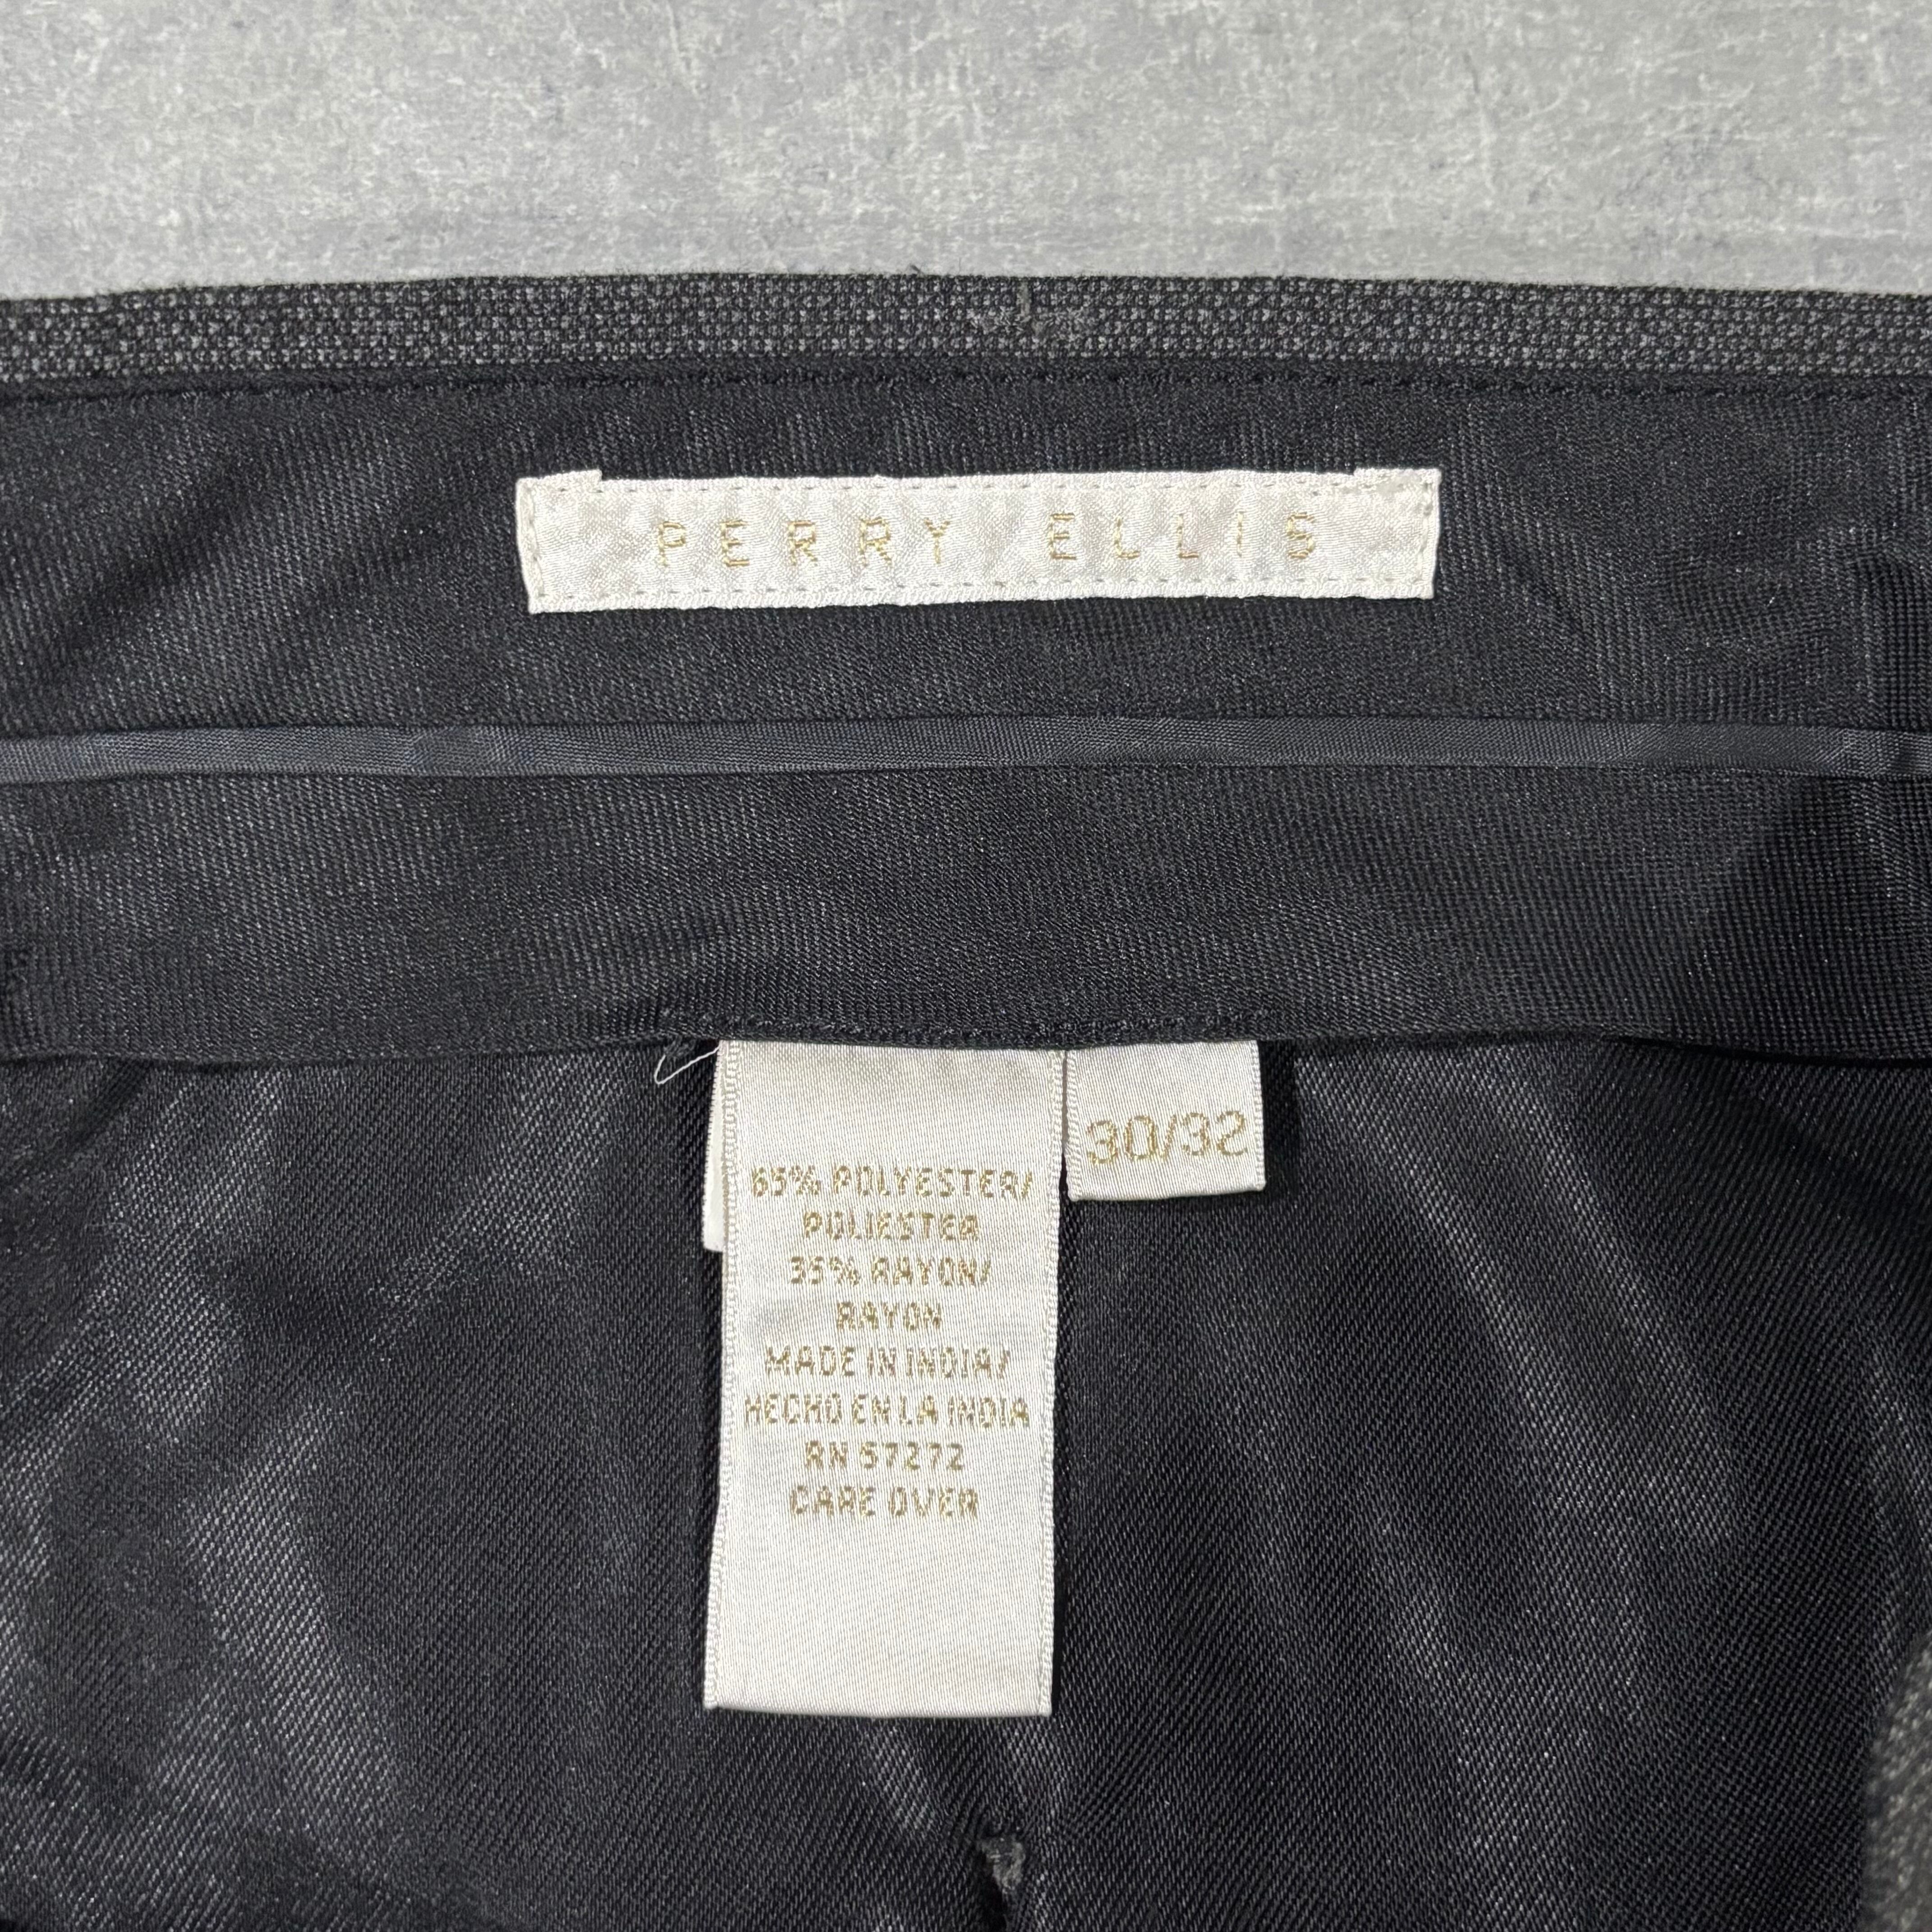 PERRY ELLIS
30/32
65% POLYESTER/
POLIESTER
35% RAYON/
RAYON
MADE IN INDIA/
HECHO EN LA INDIA
RN 57272
CARE OVER